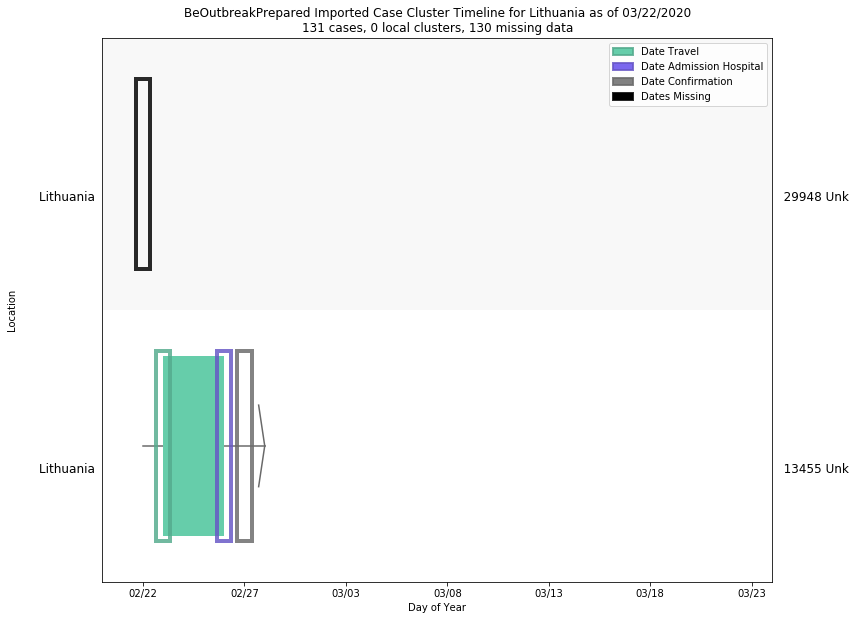 BeOutbreakPrepared Imported Case Cluster Timeline for Lithuania as of 03/22/2020
131 cases, 0 local clusters, 130 missing data
Date Travel
Date Admission Hospital
Date Confirmation
Dates Missing
Lithuania
29948 Unk
Location
Lithuania
13455 Unk
02/22
02/27
03/03
03/08
03/13
03/18
03/23
Day of Year